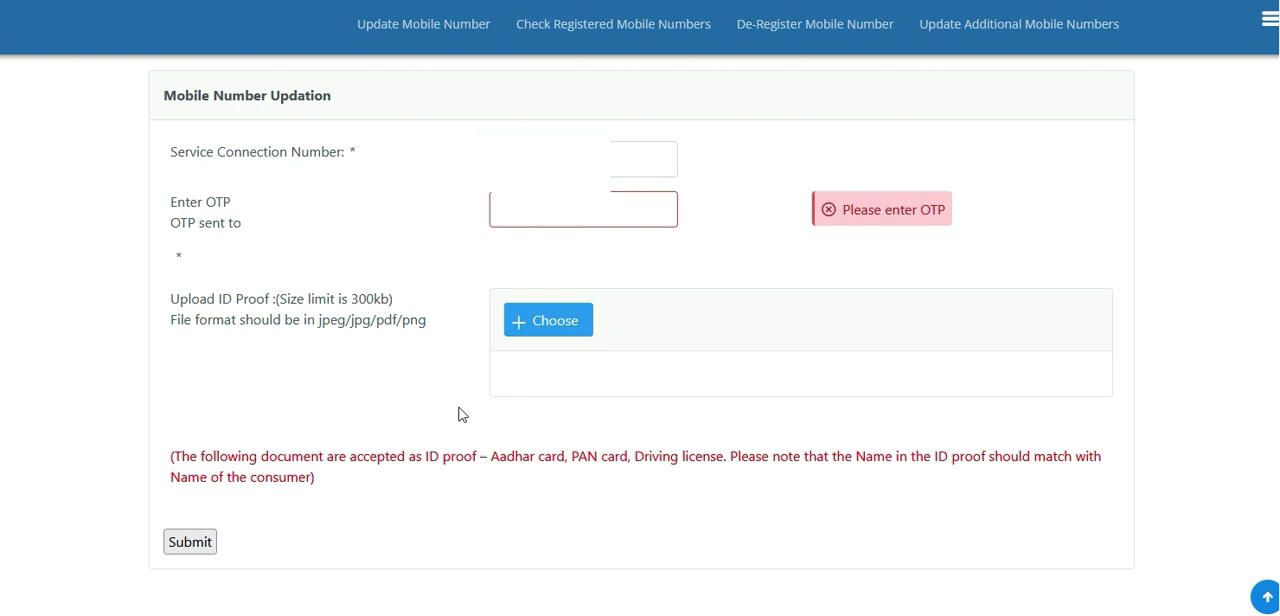 Update Mobile Number Check Registered Mobile Numbers De-Register Mobile Number Update Additional Mobile Numbers
Mobile Number Updation
Service Connection Number: *
Enter OTP
OTP sent to
Please enter OTP
*
Upload ID Proof :(Size limit is 300kb)
File format should be in jpeg/jpg/pdf/png
+ Choose
(The following document are accepted as ID proof – Aadhar card, PAN card, Driving license. Please note that the Name in the ID proof should match with
Name of the consumer)
Submit